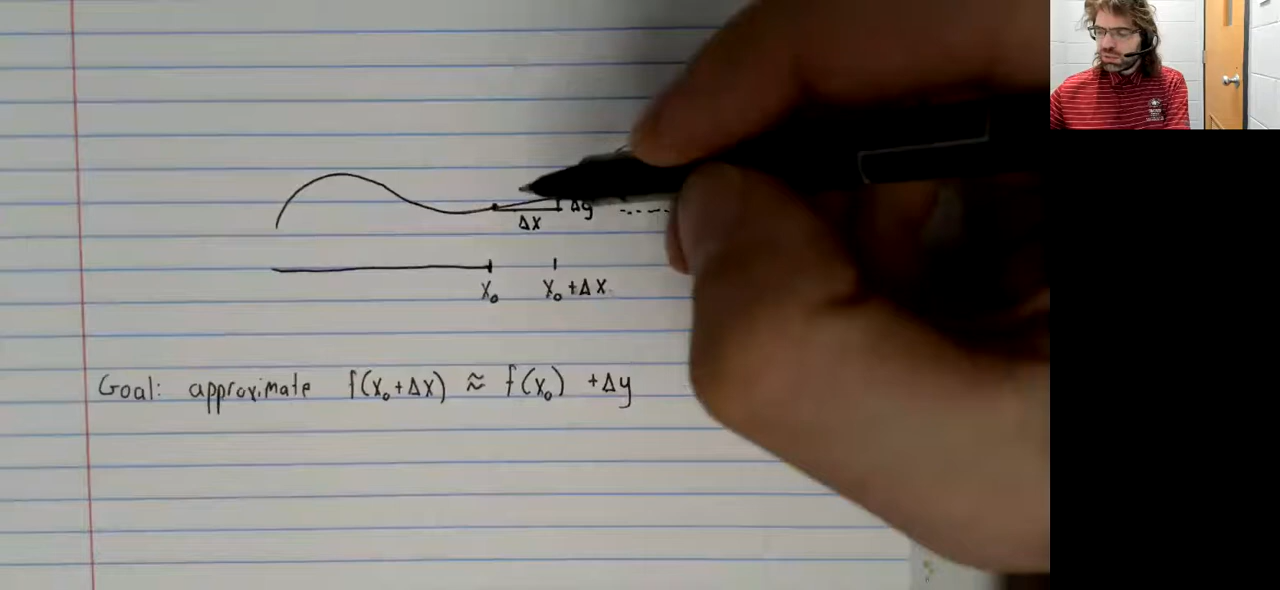 Δy
Δx
x₀ x₀ + Δx
Goal: approximate f(x₀ + Δx) ≈ f(x₀) + Δy